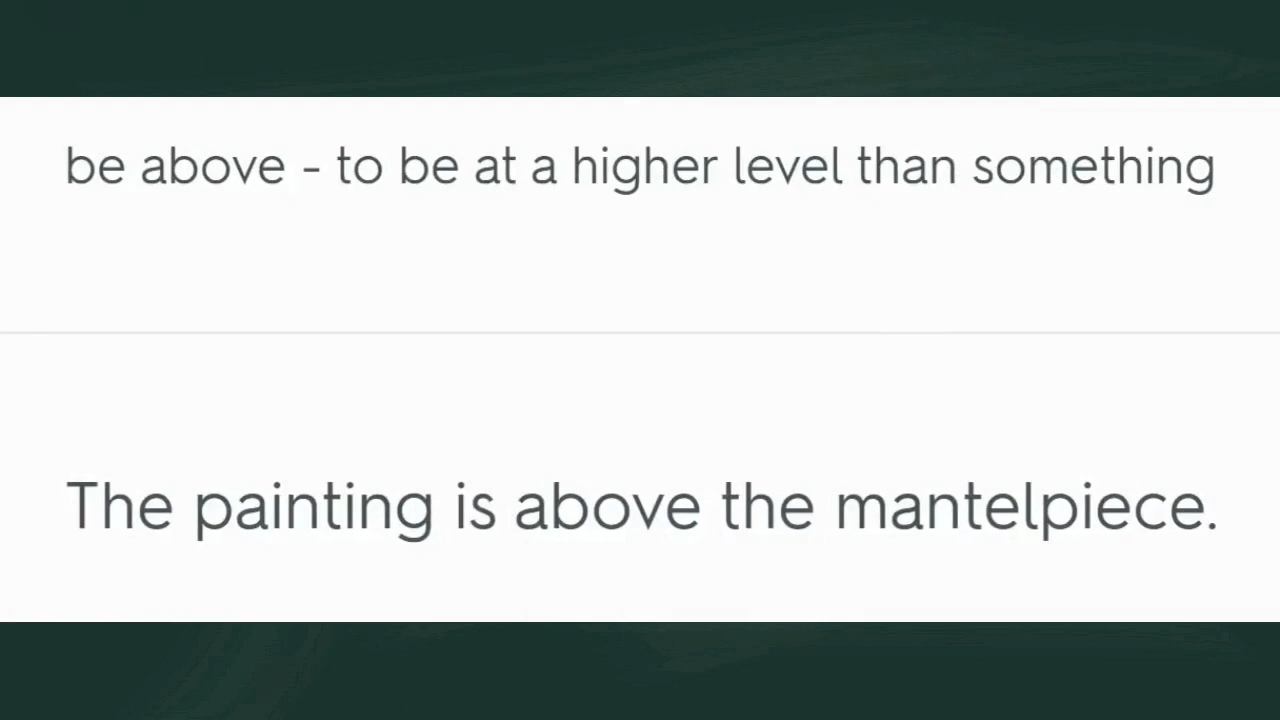 be above - to be at a higher level than something
The painting is above the mantelpiece.